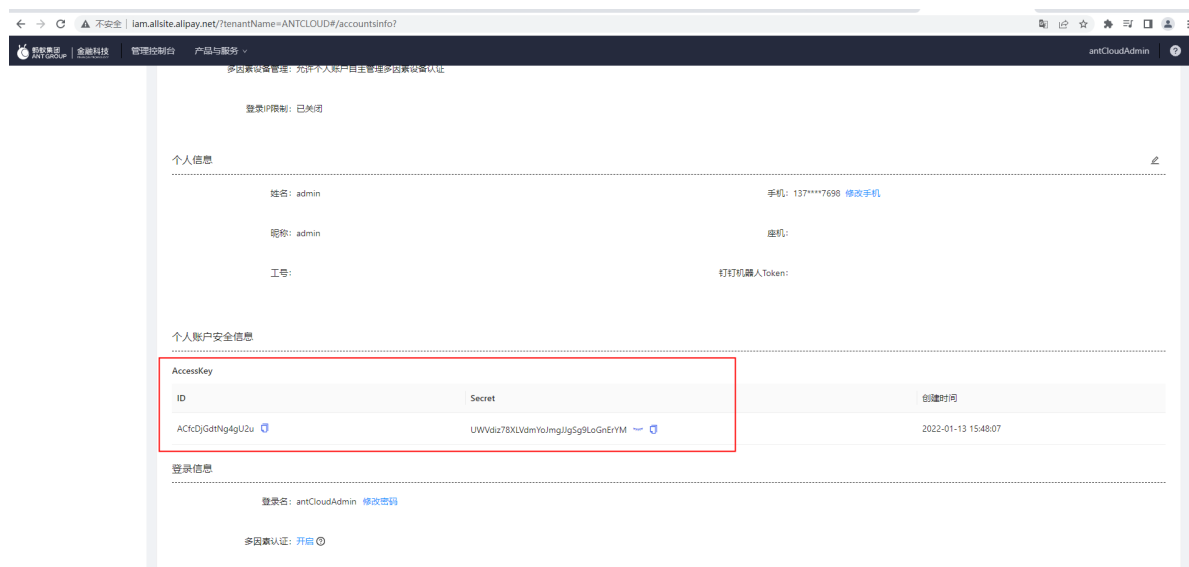 不安全 iam.allsite.alipay.net/?tenantName=ANTCLOUD#/accountsinfo?
蚂蚁集团 ANT GROUP 金融科技 管理控制台 产品与服务 antCloudAdmin
多因素设备管理: 允许个人账户自主管理多因素设备认证
登录IP限制: 已关闭
个人信息
姓名: admin 手机: 137****7698 修改手机
昵称: admin 座机:
工号: 钉钉机器人Token:
个人账户安全信息
AccessKey
ID Secret 创建时间
ACfcDjGdtNg4gU2u UWVdiz78XLVdmYoJmgJJgSg9LoGnErYM 2022-01-13 15:48:07
登录信息
登录名: antCloudAdmin 修改密码
多因素认证: 开启